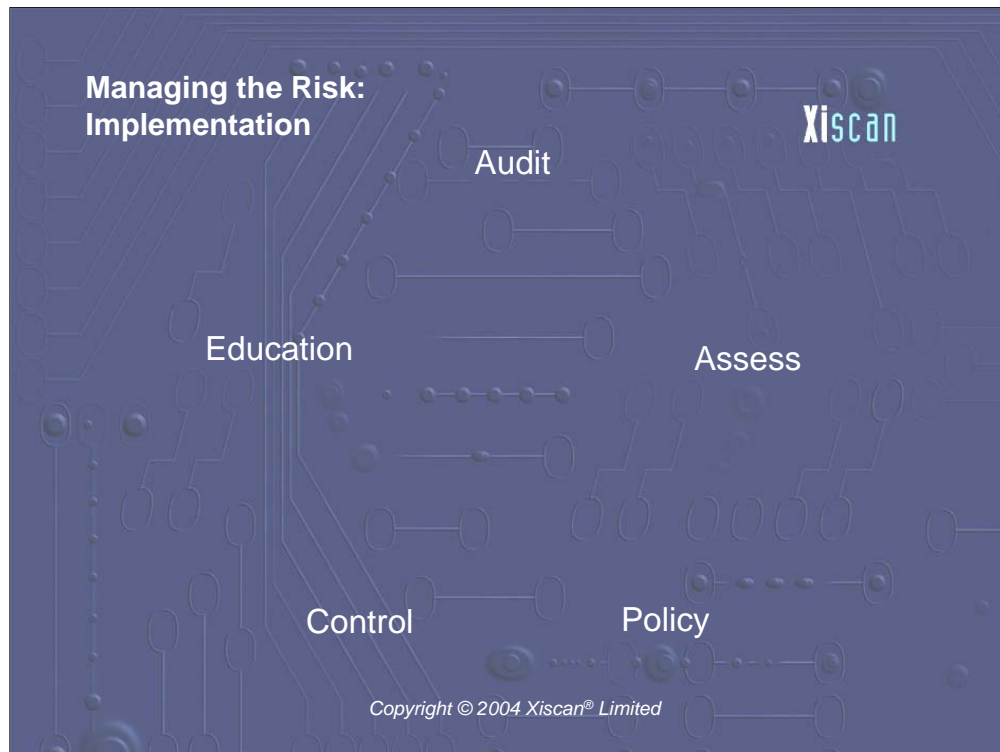 Managing the Risk:
Implementation
Xiscan
Audit
Education
Assess
Control
Policy
Copyright © 2004 Xiscan® Limited